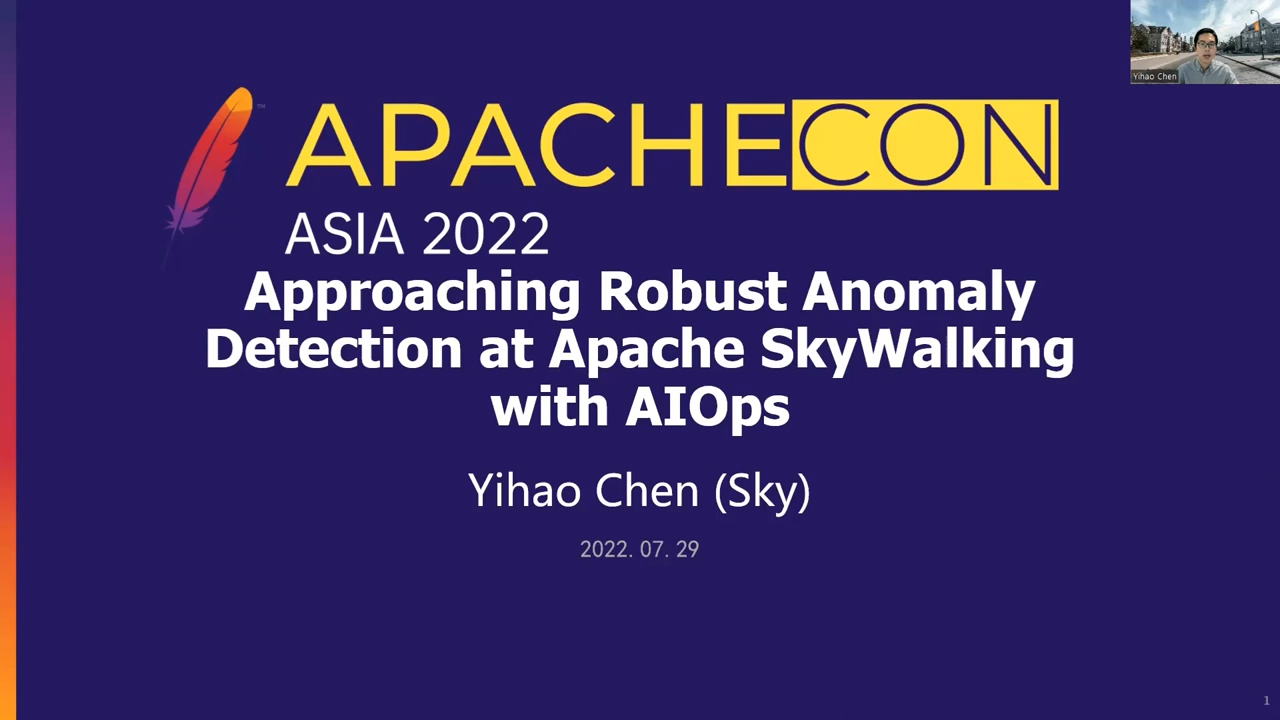 Yihao Chen
™
APACHECON
ASIA 2022
Approaching Robust Anomaly
Detection at Apache SkyWalking
with AIOps
Yihao Chen (Sky)
2022. 07. 29
1